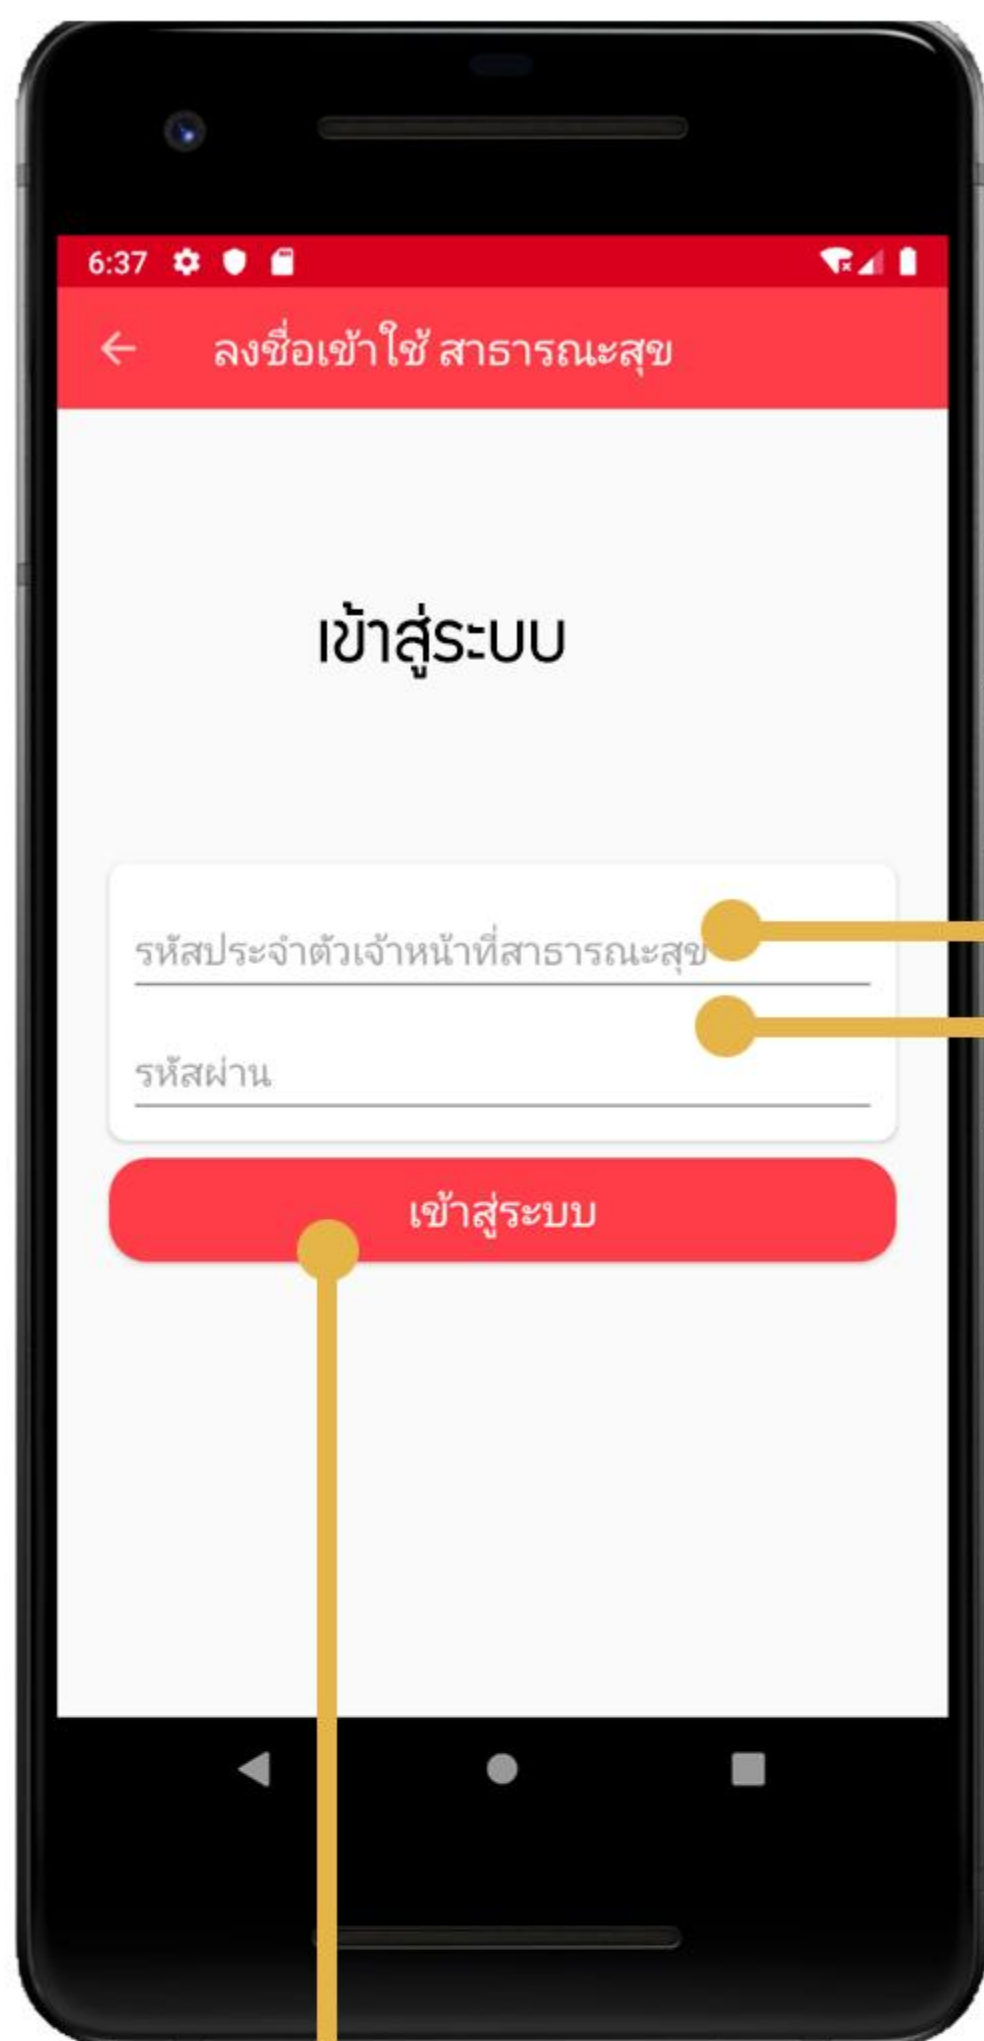 6:37
ลงชื่อเข้าใช้ สาธารณะสุข
เข้าสู่ระบบ
รหัสประจำตัวเจ้าหน้าที่สาธารณะสุข
รหัสผ่าน
เข้าสู่ระบบ